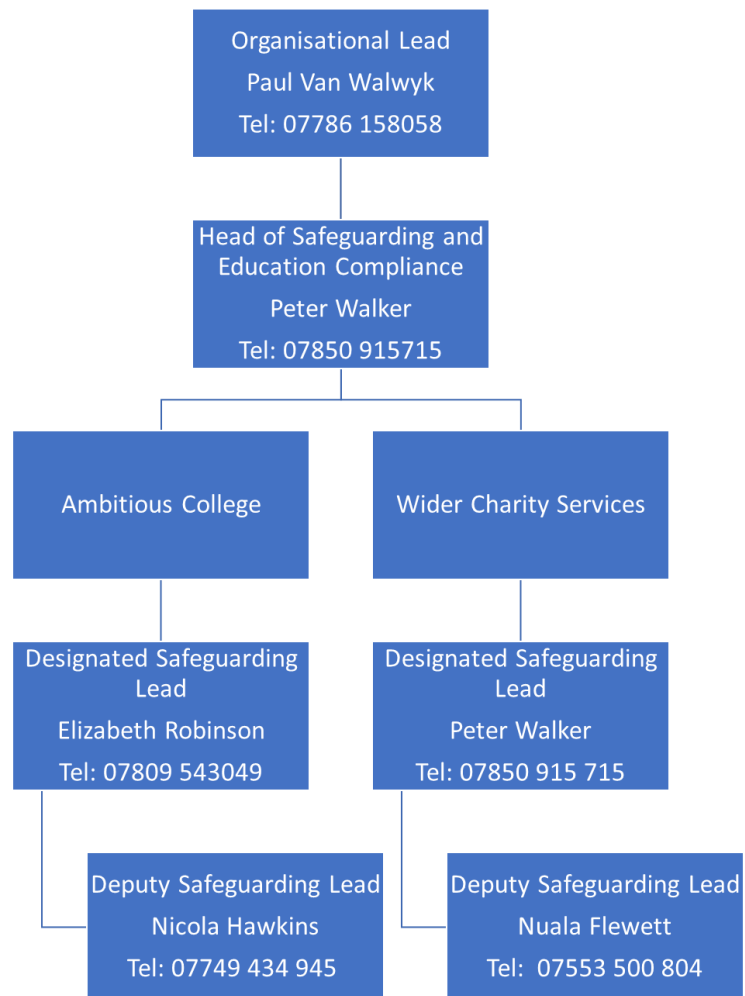 Organisational Lead
Paul Van Walwyk
Tel: 07786 158058
Head of Safeguarding and
Education Compliance
Peter Walker
Tel: 07850 915715
Ambitious College
Wider Charity Services
Designated Safeguarding
Lead
Elizabeth Robinson
Tel: 07809 543049
Designated Safeguarding
Lead
Peter Walker
Tel: 07850 915 715
Deputy Safeguarding Lead
Nicola Hawkins
Tel: 07749 434 945
Deputy Safeguarding Lead
Nuala Flewett
Tel:  07553 500 804